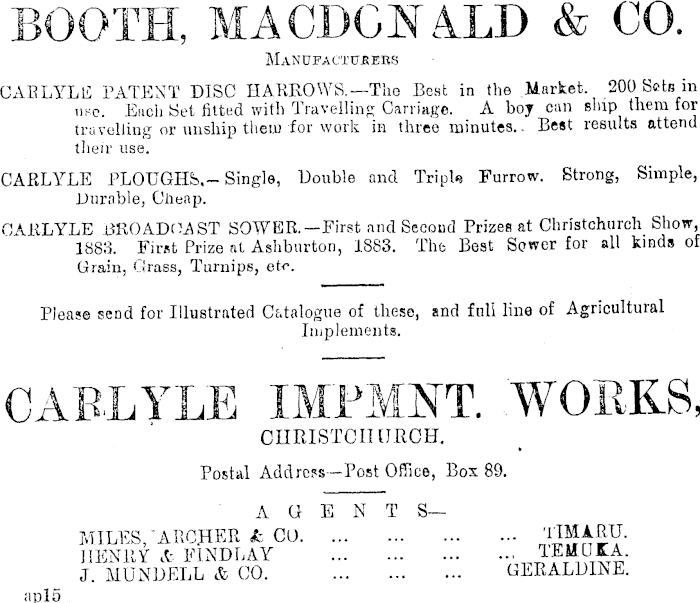 BOOTH, MACDONALD & CO.
MANUFACTURERS
CARLYLE PATENT DISC HARROWS.—The Best in the Market. 200 Sets in
use. Each Set fitted with Travelling Carriage. A boy can ship them for
travelling or unship them for work in three minutes.. Best results attend
their use.
CARLYLE PLOUGHS.—Single, Double and Triple Furrow. Strong, Simple,
Durable, Cheap.
CARLYLE BROADCAST SOWER.—First and Second Prizes at Christchurch Show,
1883. First Prize at Ashburton, 1883. The Best Sower for all kinds of
Grain, Grass, Turnips, etc.
Please send for Illustrated Catalogue of these, and full line of Agricultural
Implements.
CARLYLE IMPMNT. WORKS,
CHRISTCHURCH.
Postal Address—Post Office, Box 89.
AGENTS—
MILES, ARCHER & CO. ... ... ... ... TIMARU.
HENRY & FINDLAY ... ... ... ... TEMUKA.
J. MUNDELL & CO. ... ... ... GERALDINE.
ap15